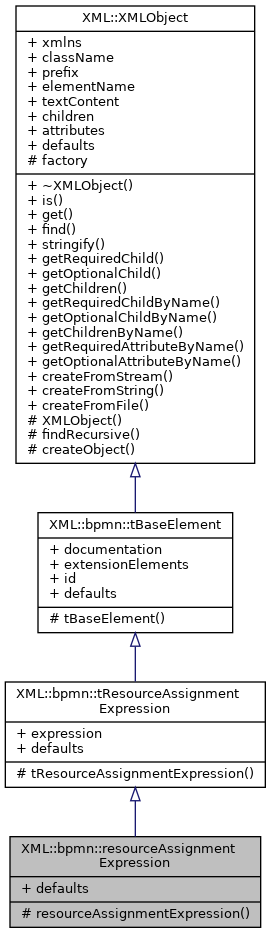 XML::XMLObject
+ xmlns
+ className
+ prefix
+ elementName
+ textContent
+ children
+ attributes
+ defaults
# factory
+ ~XMLObject()
+ is()
+ get()
+ find()
+ stringify()
+ getRequiredChild()
+ getOptionalChild()
+ getChildren()
+ getRequiredChildByName()
+ getOptionalChildByName()
+ getChildrenByName()
+ getRequiredAttributeByName()
+ getOptionalAttributeByName()
+ createFromStream()
+ createFromString()
+ createFromFile()
# XMLObject()
# findRecursive()
# createObject()
XML::bpmn::tBaseElement
+ documentation
+ extensionElements
+ id
+ defaults
# tBaseElement()
XML::bpmn::tResourceAssignment
Expression
+ expression
+ defaults
# tResourceAssignmentExpression()
XML::bpmn::resourceAssignment
Expression
+ defaults
# resourceAssignmentExpression()